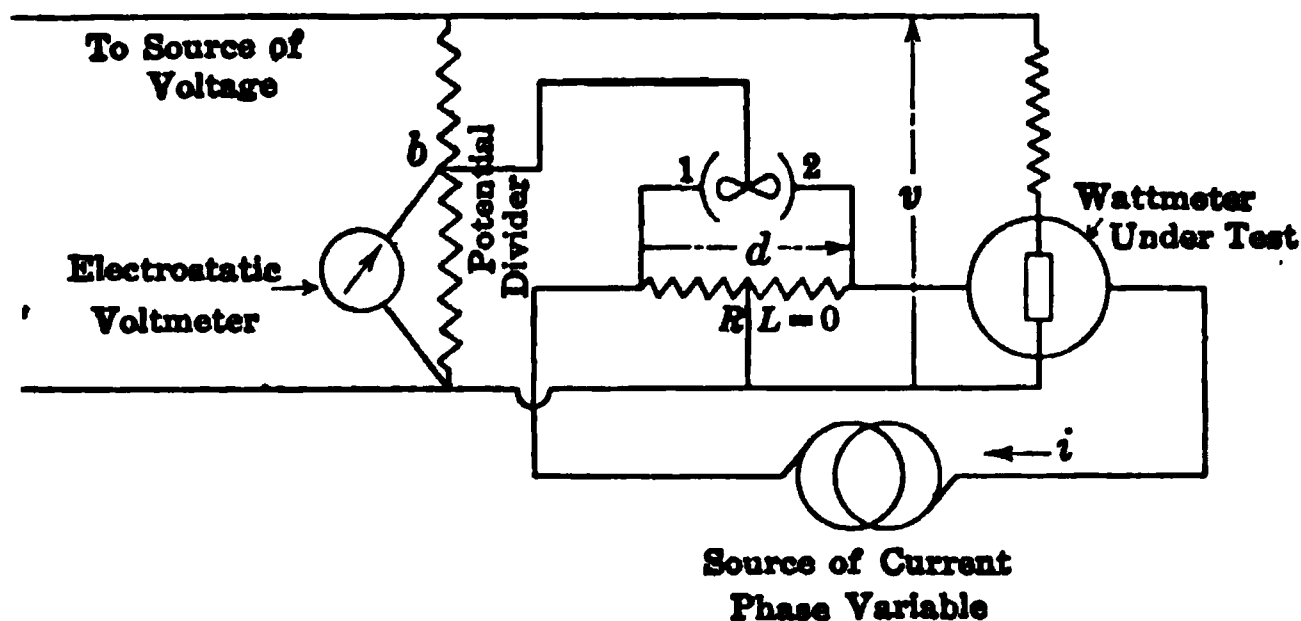 To Source of
Voltage
b
Potential
Divider
1
2
d
v
R L = 0
Wattmeter
Under Test
Electrostatic
Voltmeter
i
Source of Current
Phase Variable